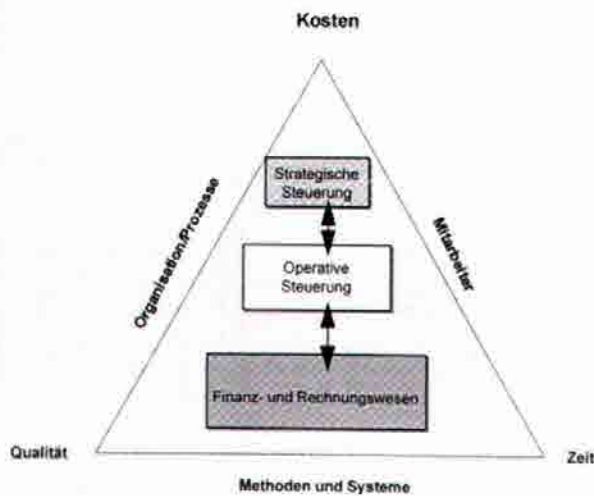 Kosten
Organisation/Prozesse
Mitarbeiter
Strategische
Steuerung
Operative
Steuerung
Finanz- und Rechnungswesen
Qualität
Zeit
Methoden und Systeme